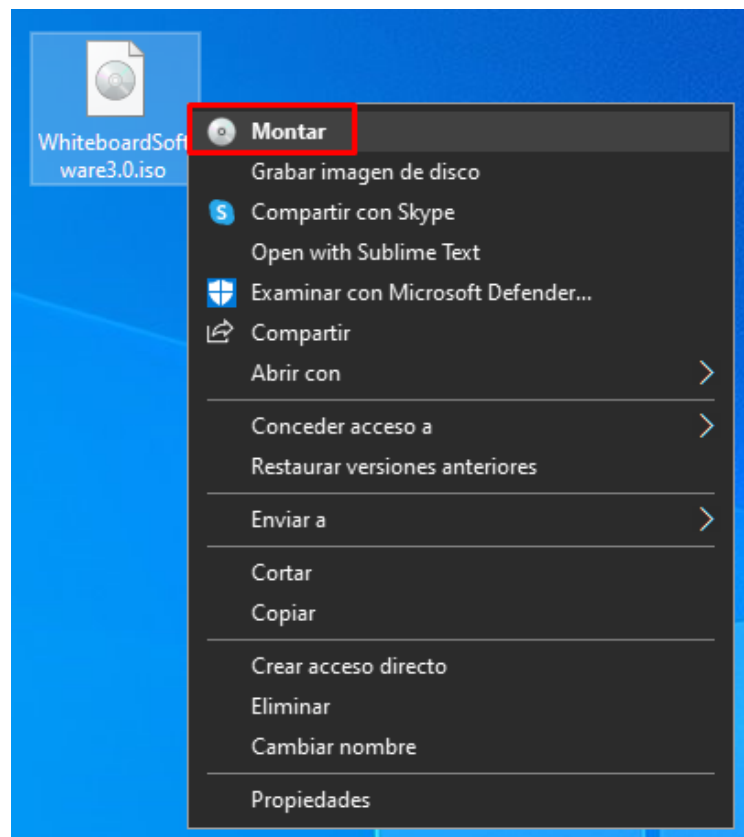 WhiteboardSoft
ware3.0.iso
Montar
Grabar imagen de disco
S Compartir con Skype
Open with Sublime Text
Examinar con Microsoft Defender...
Compartir
Abrir con
Conceder acceso a
Restaurar versiones anteriores
Enviar a
Cortar
Copiar
Crear acceso directo
Eliminar
Cambiar nombre
Propiedades